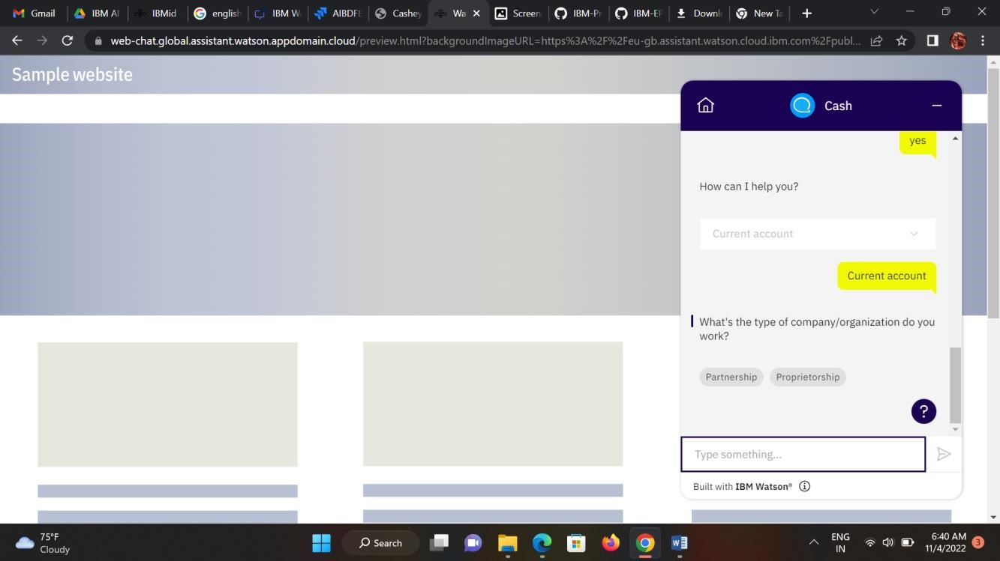 Gmail
IBM AI
IBMid -
english
IBM W
AIBDFE
Cashey
Wa
Screen
IBM-Pr
IBM-EP
Downl
New Ta
web-chat.global.assistant.watson.appdomain.cloud/preview.html?backgroundImageURL=https%3A%2F%2Feu-gb.assistant.watson.cloud.ibm.com%2Fpubl...
Sample website
Cash
yes
How can I help you?
Current account
Current account
What's the type of company/organization do you
work?
Partnership
Proprietorship
?
Type something...
Built with IBM Watson®
75°F
Cloudy
Search
ENG
IN
6:40 AM
11/4/2022
3